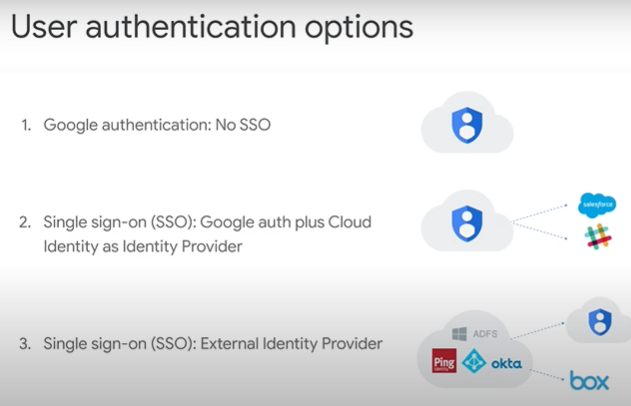 User authentication options
1. Google authentication: No SSO
salesforce
2. Single sign-on (SSO): Google auth plus Cloud
Identity as Identity Provider
ADFS
3. Single sign-on (SSO): External Identity Provider
Ping
okta
box